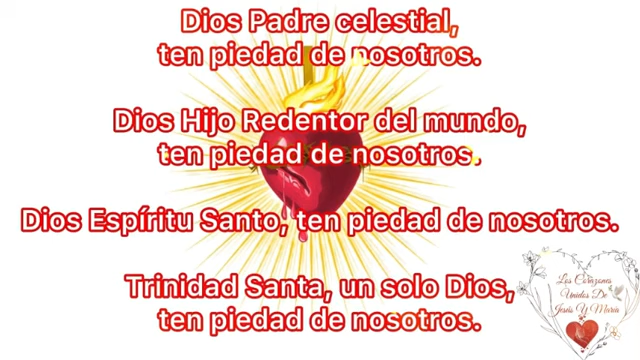 Dios Padre celestial,
ten piedad de nosotros.
Dios Hijo Redentor del mundo,
ten piedad de nosotros.
Dios Espíritu Santo, ten piedad de nosotros.
Trinidad Santa, un solo Dios,
ten piedad de nosotros.
Los Corazones
Unidos De
Jesús Y María